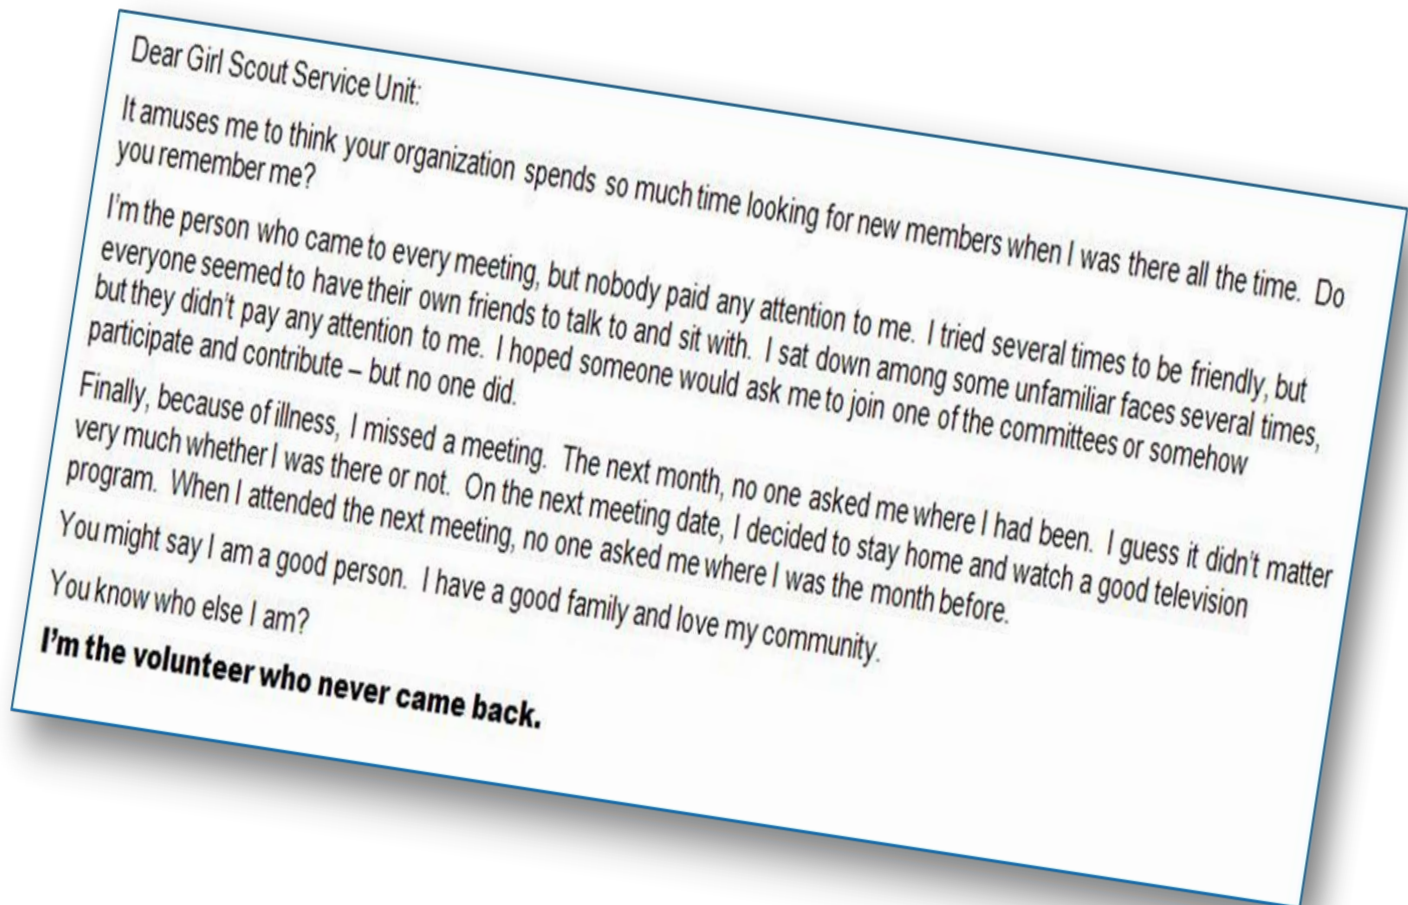 Dear Girl Scout Service Unit:
It amuses me to think your organization spends so much time looking for new members when I was there all the time. Do
you remember me?
I'm the person who came to every meeting, but nobody paid any attention to me. I tried several times to be friendly, but
everyone seemed to have their own friends to talk to and sit with. I sat down among some unfamiliar faces several times,
but they didn't pay any attention to me. I hoped someone would ask me to join one of the committees or somehow
participate and contribute – but no one did.
Finally, because of illness, I missed a meeting. The next month, no one asked me where I had been. I guess it didn't matter
very much whether I was there or not. On the next meeting date, I decided to stay home and watch a good television
program. When I attended the next meeting, no one asked me where I was the month before.
You might say I am a good person. I have a good family and love my community.
You know who else I am?
I'm the volunteer who never came back.